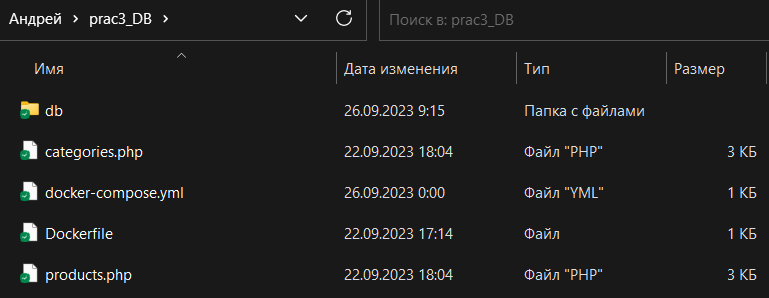 Андрей > prac3_DB >
Поиск в: prac3_DB
Имя Дата изменения Тип Размер
db 26.09.2023 9:15 Папка с файлами
categories.php 22.09.2023 18:04 Файл "PHP" 3 КБ
docker-compose.yml 26.09.2023 0:00 Файл "YML" 1 КБ
Dockerfile 22.09.2023 17:14 Файл 1 КБ
products.php 22.09.2023 18:04 Файл "PHP" 3 КБ